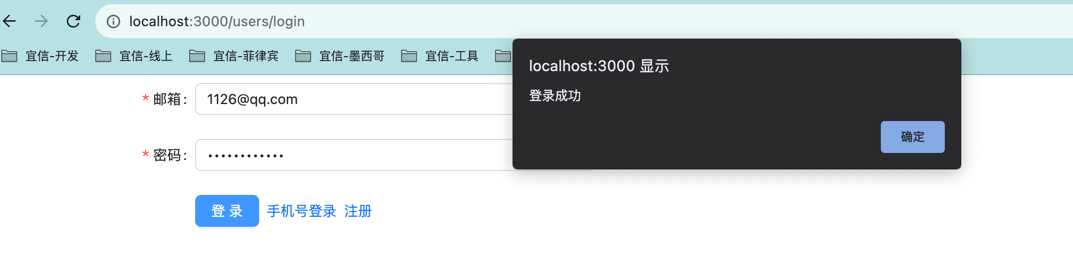 localhost:3000/users/login
宜信-开发 宜信-线上 宜信-菲律宾 宜信-墨西哥 宜信-工具
localhost:3000 显示
登录成功
确定
* 邮箱: 1126@qq.com
* 密码: ••••••••••••
登 录 手机号登录 注册